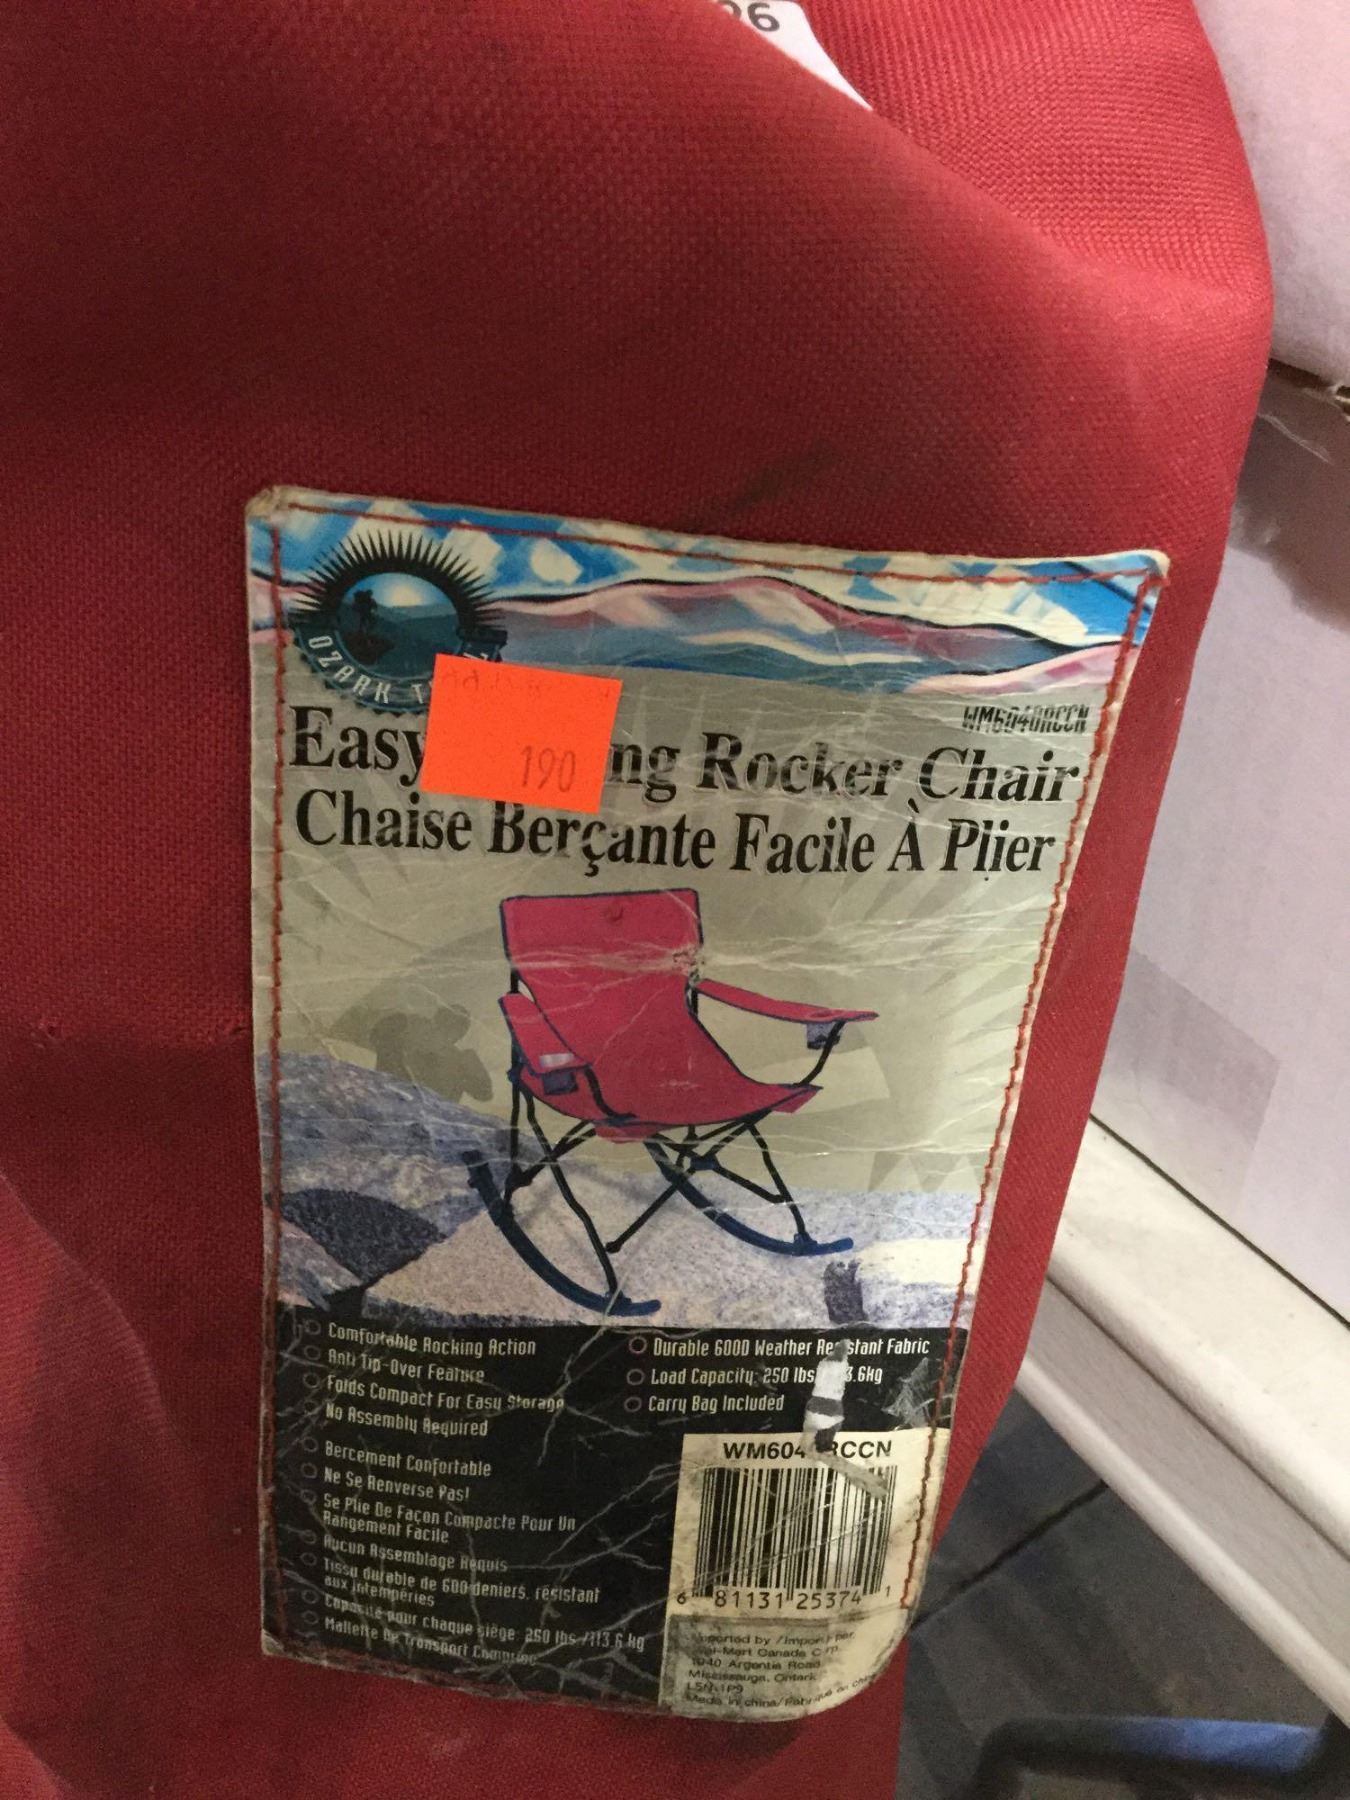 06
OZARK
190
WM6040RCCN
Easy ng Rocker Chair
Chaise Berçante Facile À Plier
Comfortable Rocking Action
Anti Tip-Over Feature
Folds Compact For Easy Storage
No Assembly Required
Bercement Confortable
Ne Se Renverse Pas!
Se Plie De Façon Compacte Pour Un
Rangement Facile
Aucun Assemblage Requis
Tissu durable de 600 deniers, résistant
aux intempéries
Capacité pour chaque siège: 250 lbs /113.6 kg
Mallette De Transport Comprise
Durable 600D Weather Resistant Fabric
Load Capacity: 250 lbs 3.6kg
Carry Bag Included
WM604 RCCN
6 81131 25374 1
Imported by / Import par
Wal-Mart Canada Corp.
1940 Argentia Road
Mississauga, Ontario
L5N 1P9
Made in china/Fabriqué en chine